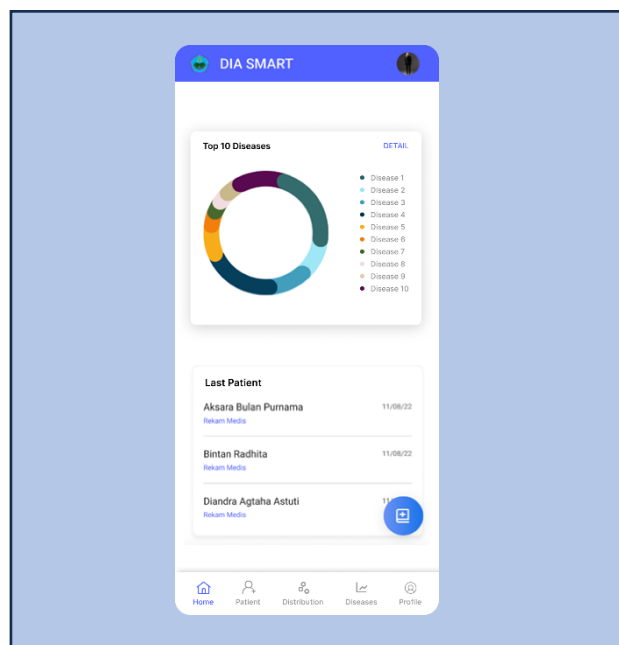 DIA SMART
Top 10 Diseases
DETAIL
Disease 1
Disease 2
Disease 3
Disease 4
Disease 5
Disease 6
Disease 7
Disease 8
Disease 9
Disease 10
Last Patient
Aksara Bulan Purnama 11/08/22
Rekam Medis
Bintan Radhita 11/08/22
Rekam Medis
Diandra Agtaha Astuti
Rekam Medis
Home Patient Distribution Diseases Profile